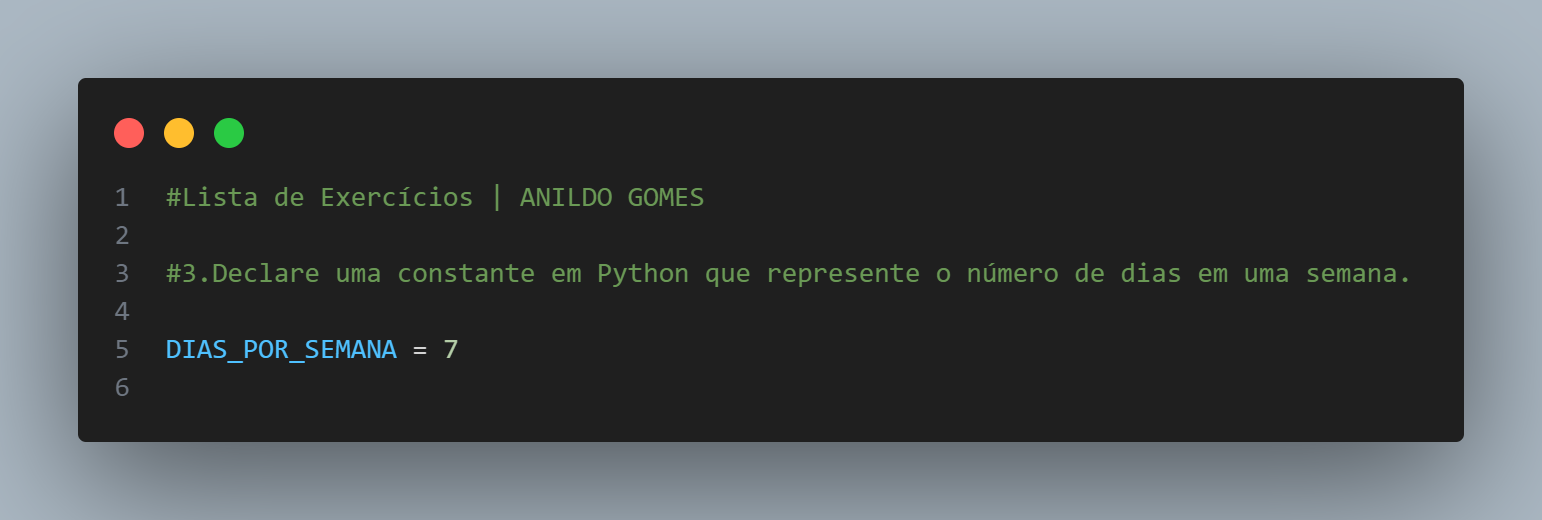 1 #Lista de Exercícios | ANILDO GOMES
2
3 #3.Declare uma constante em Python que represente o número de dias em uma semana.
4
5 DIAS_POR_SEMANA = 7
6